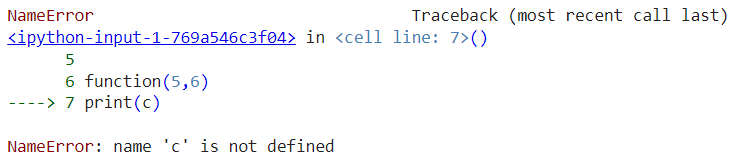 NameError                                 Traceback (most recent call last)
<ipython-input-1-769a546c3f04> in <cell line: 7>()
      5
      6 function(5,6)
----> 7 print(c)

NameError: name 'c' is not defined